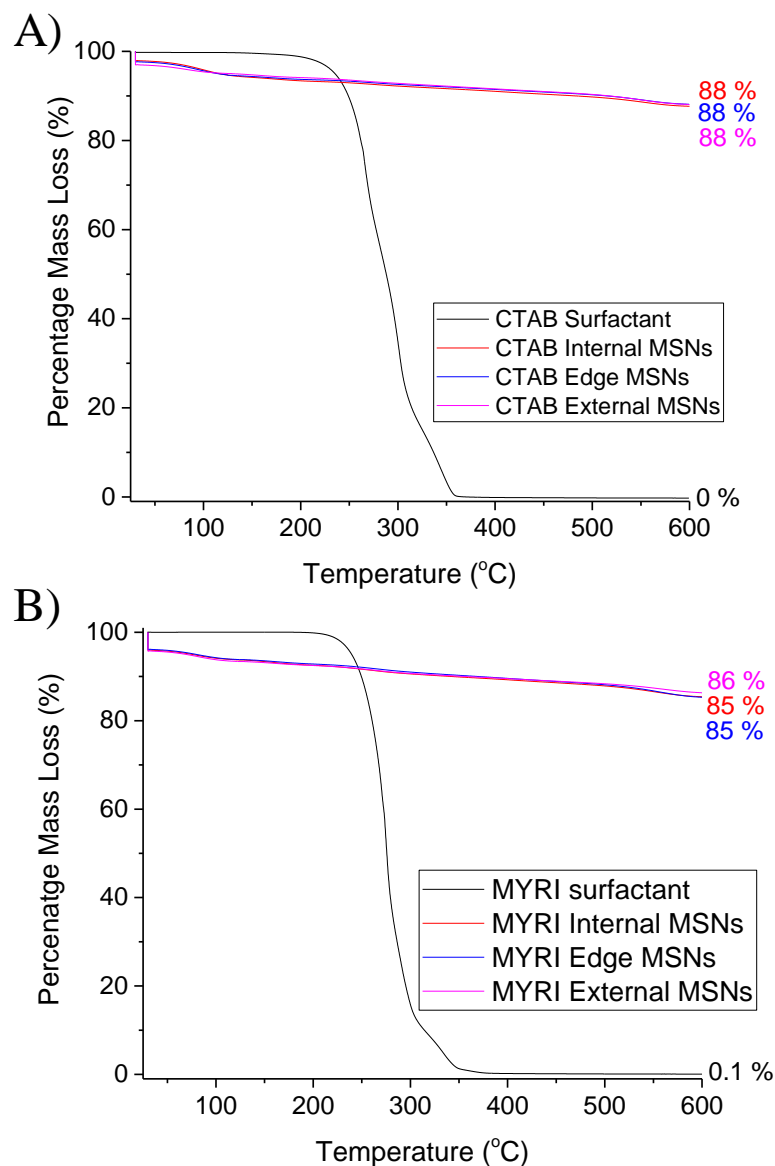 A)
Percentage Mass Loss (%)
100
80
60
40
20
0
88 %
88 %
88 %
CTAB Surfactant
CTAB Internal MSNs
CTAB Edge MSNs
CTAB External MSNs
0 %
100 200 300 400 500 600
Temperature (°C)
B)
Percenatge Mass Loss (%)
100
80
60
40
20
0
86 %
85 %
85 %
MYRI surfactant
MYRI Internal MSNs
MYRI Edge MSNs
MYRI External MSNs
0.1 %
100 200 300 400 500 600
Temperature (°C)